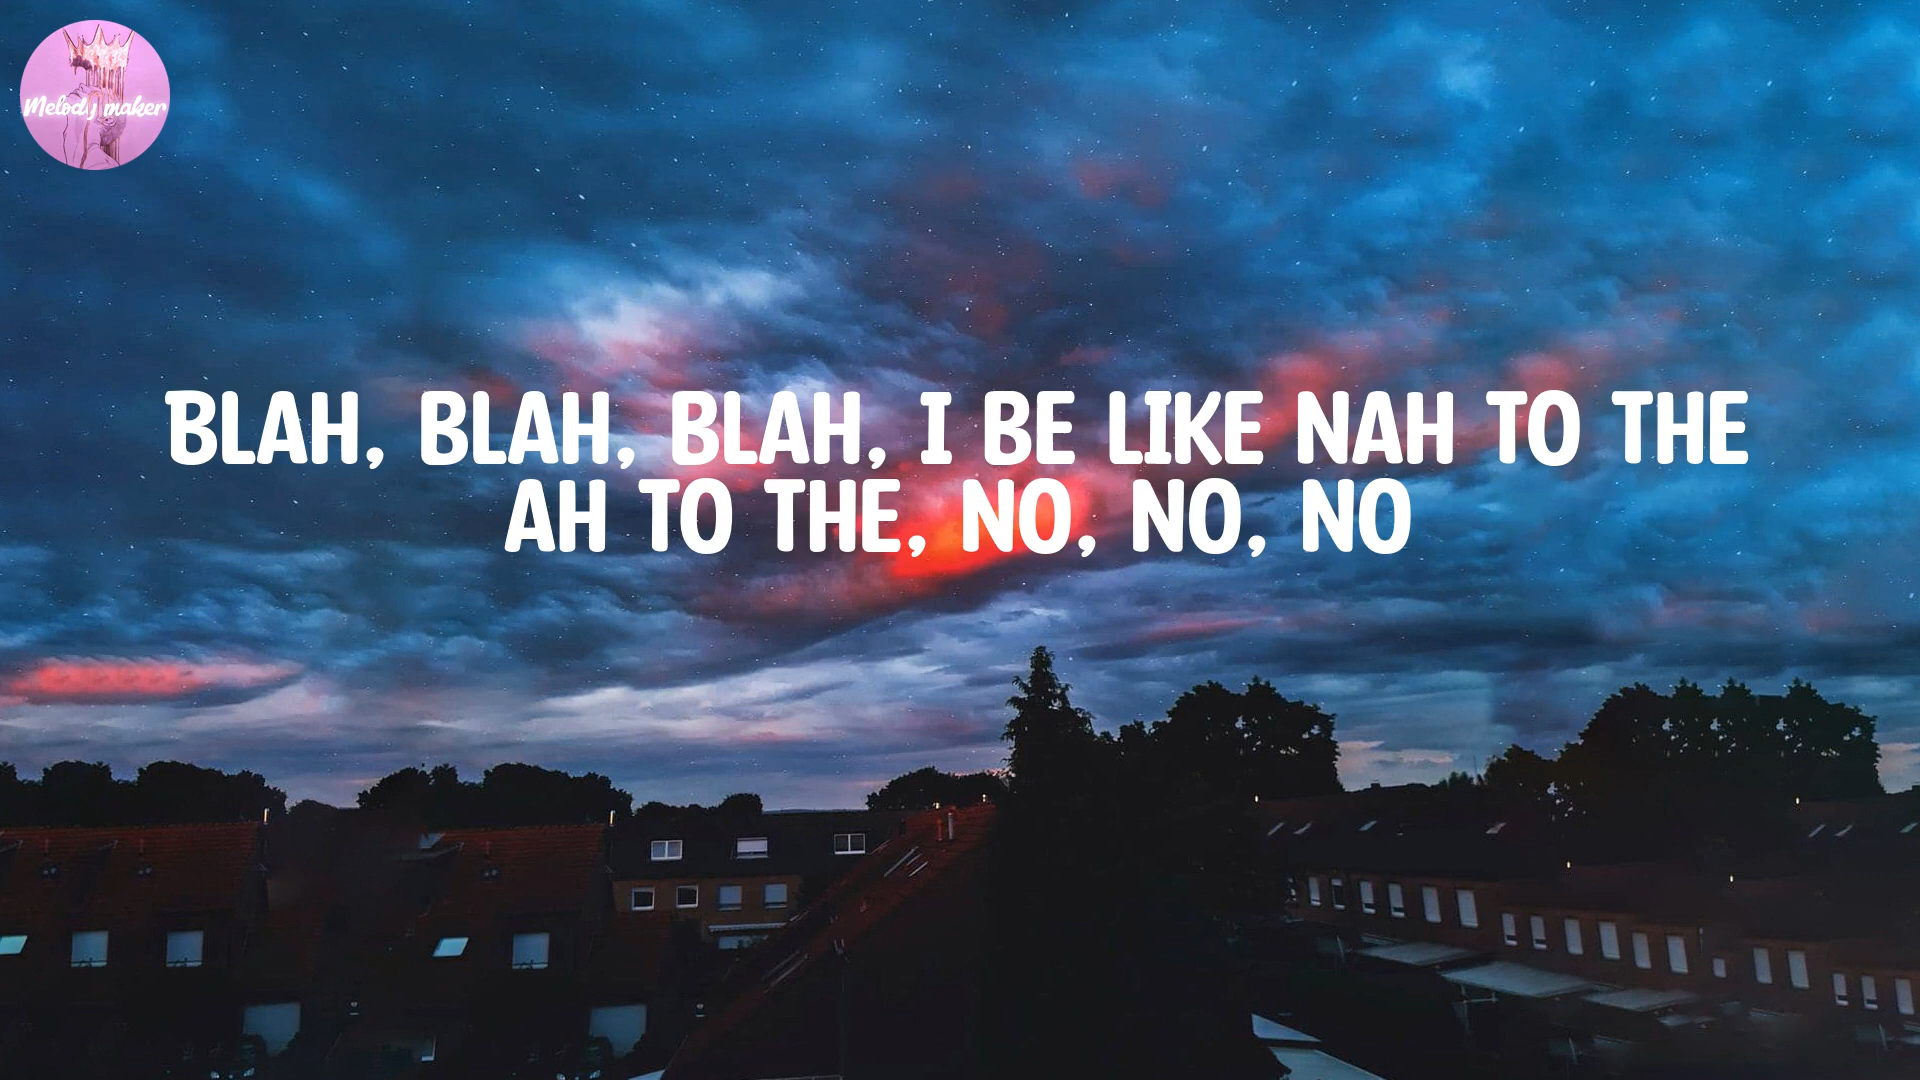 Melody maker
BLAH, BLAH, BLAH, I BE LIKE NAH TO THE
AH TO THE, NO, NO, NO